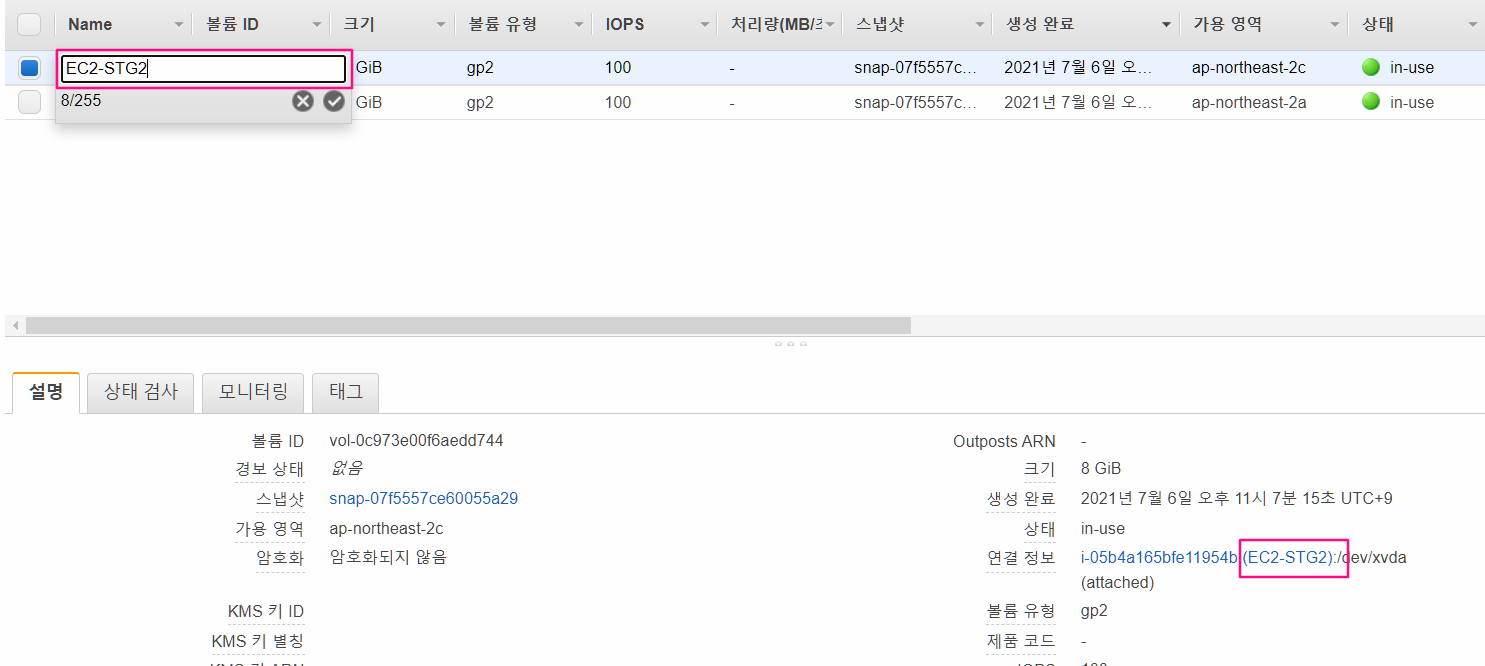 Name 볼륨 ID 크기 볼륨 유형 IOPS 처리량(MB/초 스냅샷 생성 완료 가용 영역 상태
EC2-STG2 GiB gp2 100 - snap-07f5557c... 2021년 7월 6일 오... ap-northeast-2c in-use
8/255 GiB gp2 100 - snap-07f5557c... 2021년 7월 6일 오... ap-northeast-2a in-use
설명 상태 검사 모니터링 태그
볼륨 ID vol-0c973e00f6aedd744 Outposts ARN -
경보 상태 없음 크기 8 GiB
스냅샷 snap-07f5557ce60055a29 생성 완료 2021년 7월 6일 오후 11시 7분 15초 UTC+9
가용 영역 ap-northeast-2c 상태 in-use
암호화 암호화되지 않음 연결 정보 i-05b4a165bfe11954b (EC2-STG2):/dev/xvda
(attached)
KMS 키 ID 볼륨 유형 gp2
KMS 키 별칭 제품 코드 -
KMS 키 ARN IOPS 100